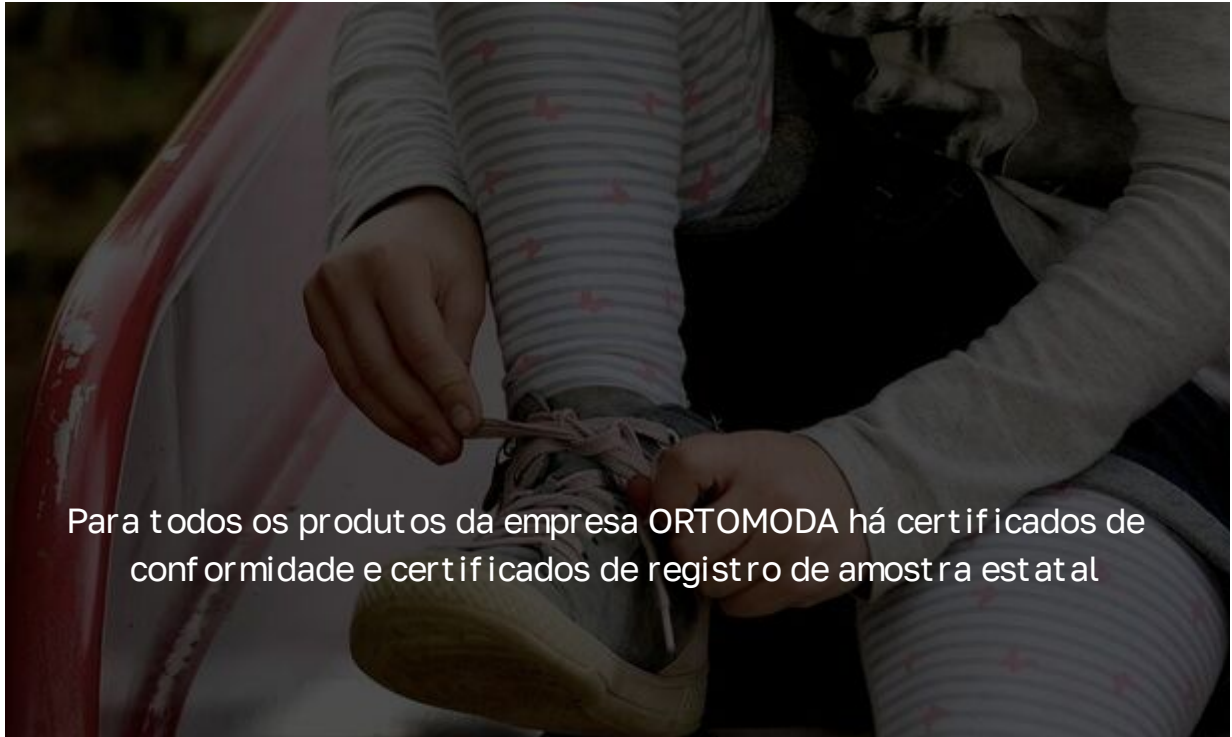 Para todos os produtos da empresa ORTOMODA há certificados de
conformidade e certificados de registro de amostra estatal